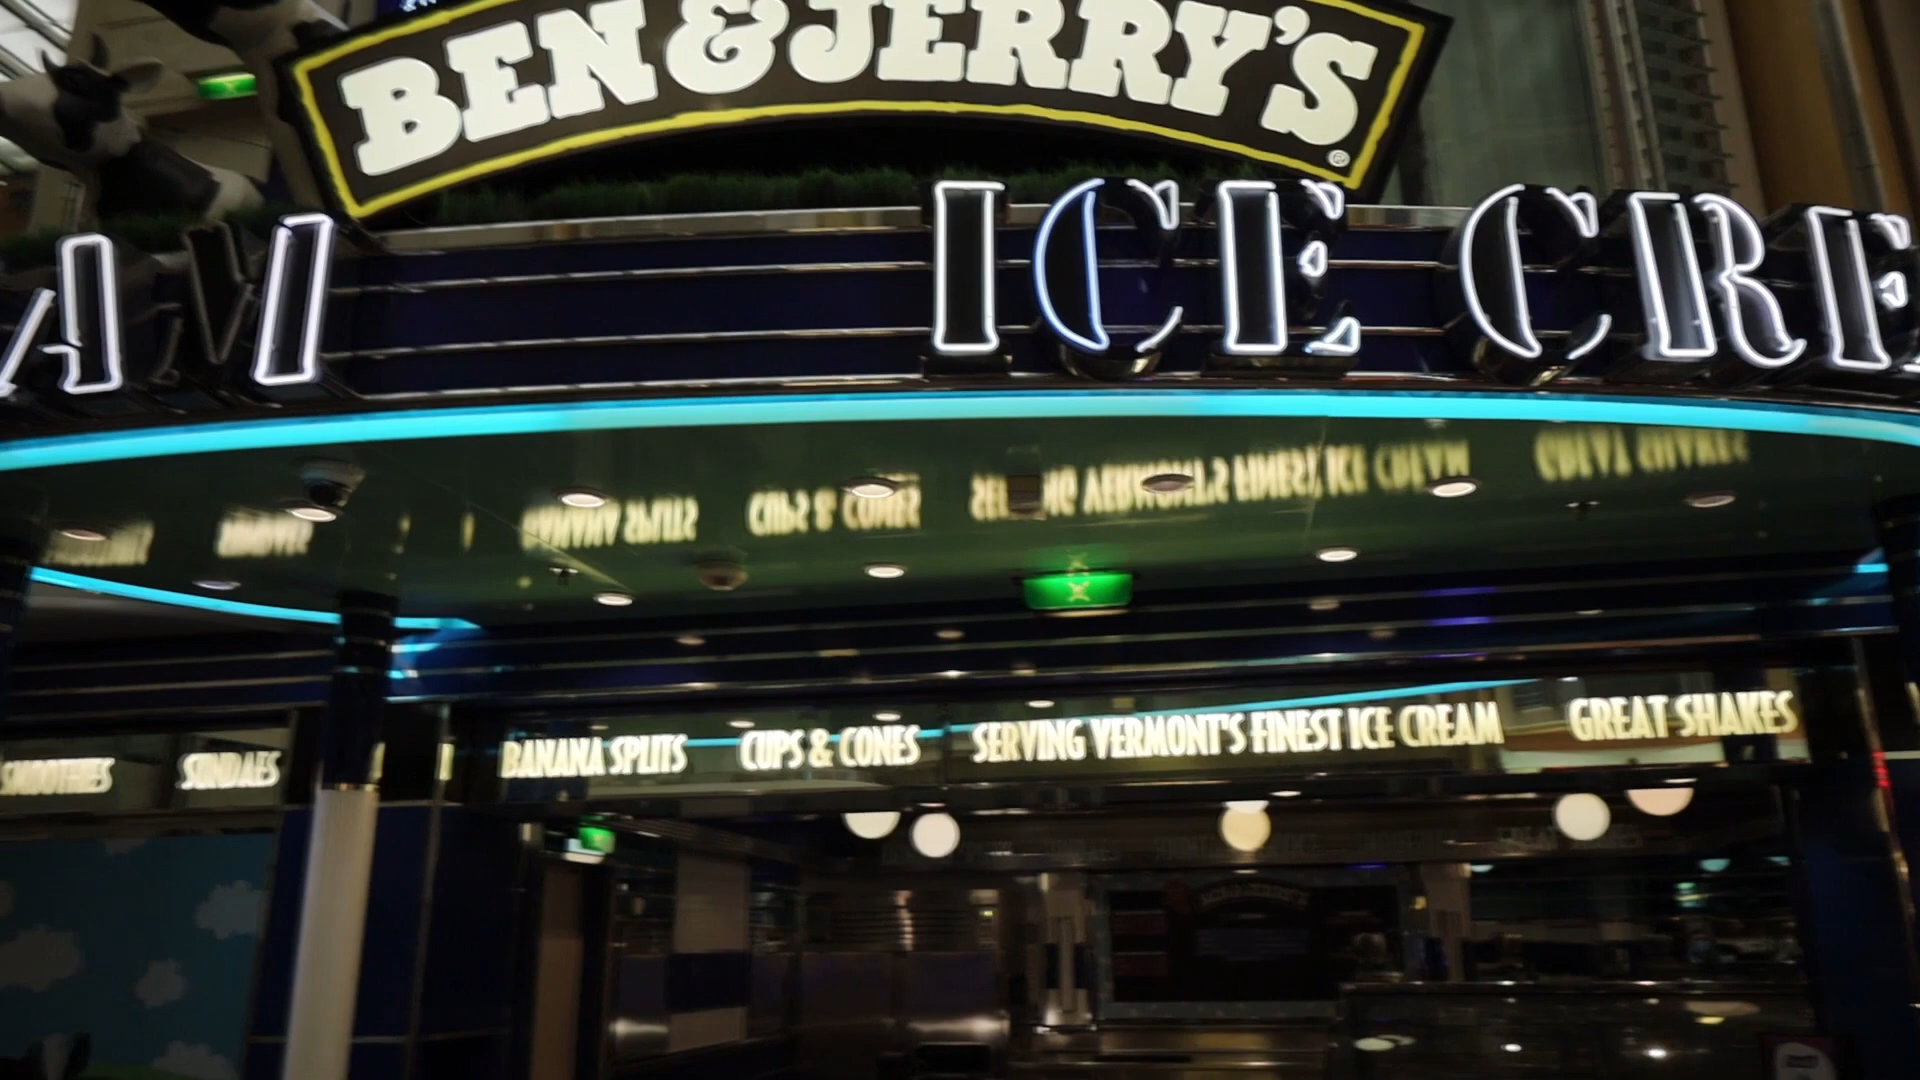 BEN & JERRY'S
AM
ICE CRE
SMOOTHIES
SUNDAES
BANANA SPLITS
CUPS & CONES
SERVING VERMONT'S FINEST ICE CREAM
GREAT SHAKES